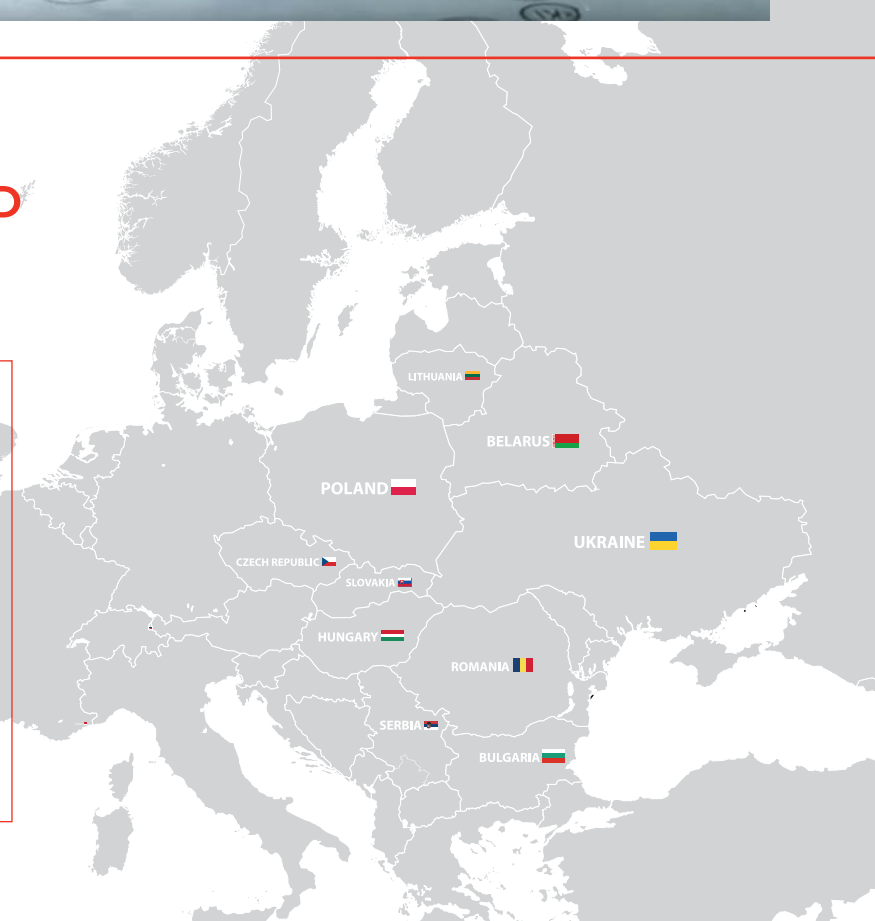 LITHUANIA
BELARUS
POLAND
UKRAINE
CZECH REPUBLIC
SLOVAKIA
HUNGARY
ROMANIA
SERBIA
BULGARIA